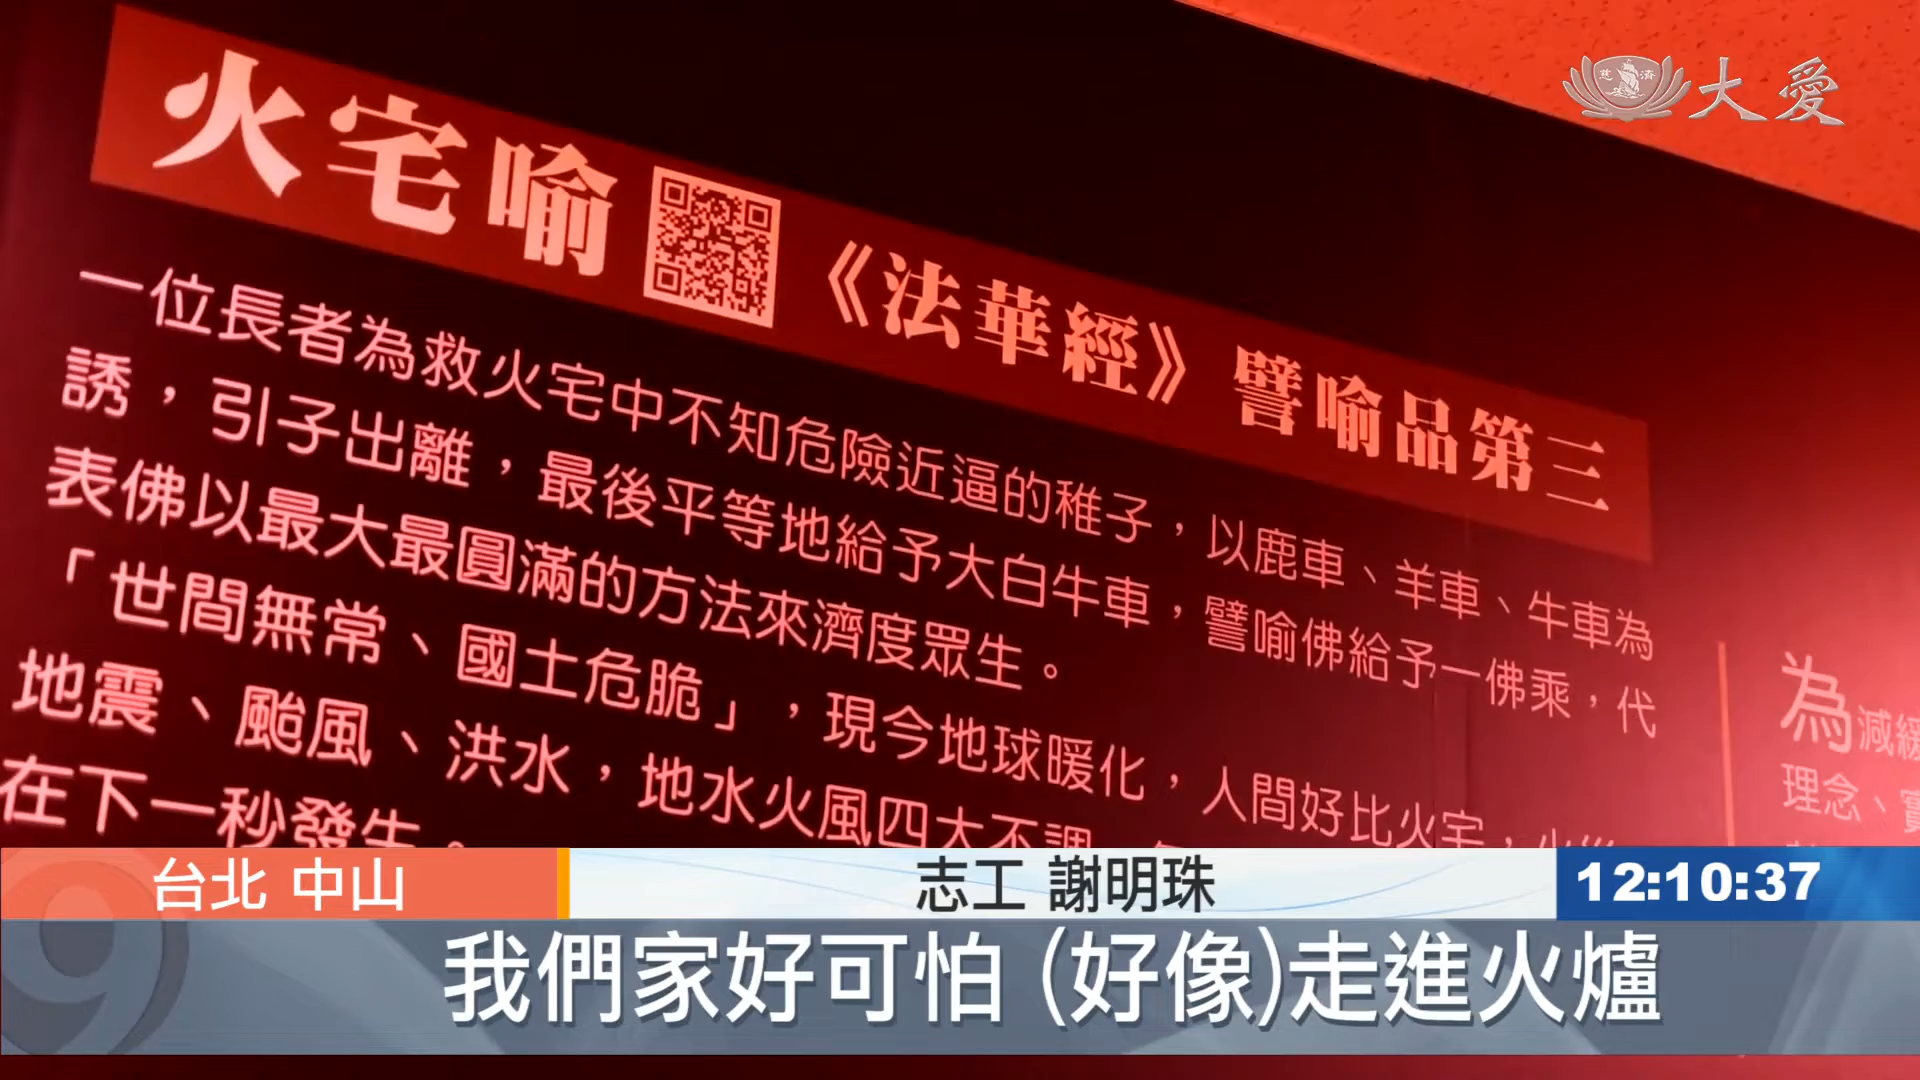 慈濟
大愛
火宅喻
《法華經》譬喻品第三
一位長者為救火宅中不知危險近逼的稚子，以鹿車、羊車、牛車為
誘，引子出離，最後平等地給予大白牛車，譬喻佛給予一佛乘，代
表佛以最大最圓滿的方法來濟度眾生。
「世間無常、國土危脆」，現今地球暖化，人間好比火宅，火災、
地震、颱風、洪水，地水火風四大不調
在下一秒發生。
為減緩
理念、實
台北 中山
志工 謝明珠
12:10:37
我們家好可怕 (好像)走進火爐